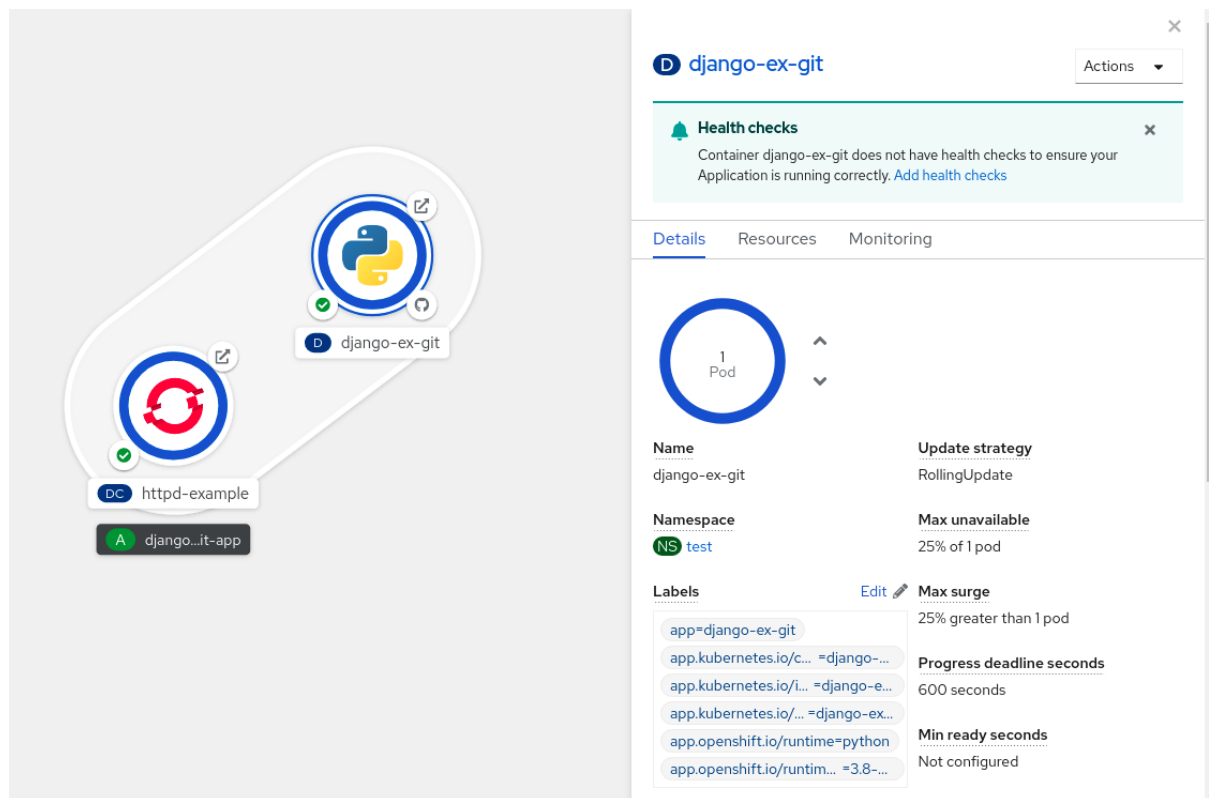 D django-ex-git
DC httpd-example
A django...it-app
D django-ex-git
Actions
Health checks
Container django-ex-git does not have health checks to ensure your
Application is running correctly. Add health checks
Details Resources Monitoring
1
Pod
Name
django-ex-git
Namespace
NS test
Labels Edit
app=django-ex-git
app.kubernetes.io/c... =django-...
app.kubernetes.io/i... =django-e...
app.kubernetes.io/... =django-ex...
app.openshift.io/runtime=python
app.openshift.io/runtim... =3.8-...
Update strategy
RollingUpdate
Max unavailable
25% of 1 pod
Max surge
25% greater than 1 pod
Progress deadline seconds
600 seconds
Min ready seconds
Not configured